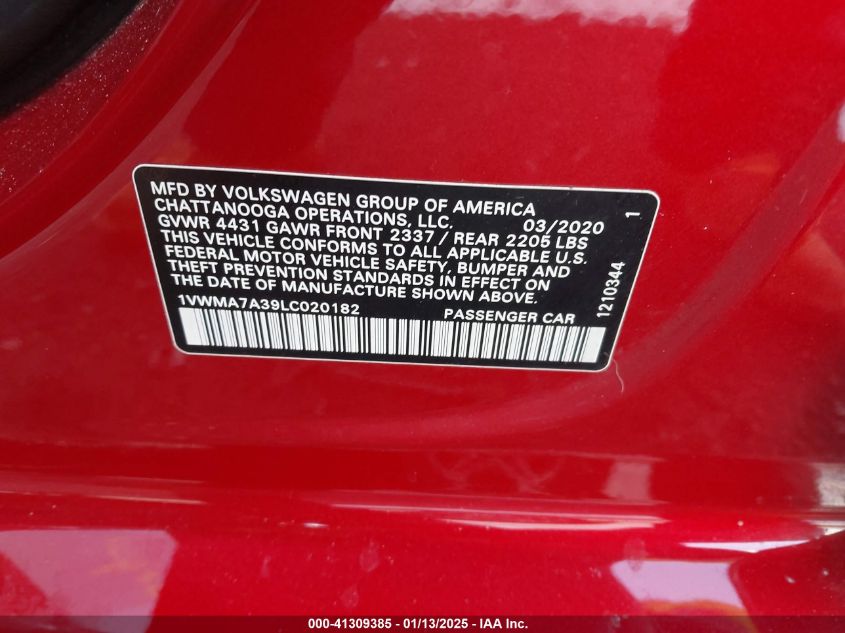 MFD BY VOLKSWAGEN GROUP OF AMERICA
CHATTANOOGA OPERATIONS, LLC. 03/2020 1
GVWR 4431 GAWR FRONT 2337 / REAR 2205 LBS
THIS VEHICLE CONFORMS TO ALL APPLICABLE U.S.
FEDERAL MOTOR VEHICLE SAFETY, BUMPER AND
THEFT PREVENTION STANDARDS IN EFFECT ON
THE DATE OF MANUFACTURE SHOWN ABOVE.
1210344
1VWMA7A39LC020182 PASSENGER CAR
000-41309385 - 01/13/2025 - IAA Inc.